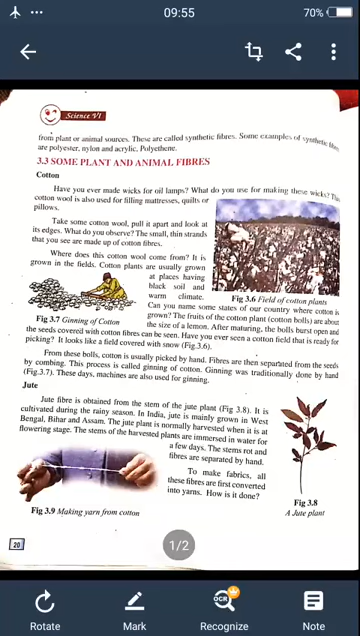 09:55
70%
Science VI
from plant or animal sources. These are called synthetic fibres. Some examples of synthetic fibres
are polyester, nylon and acrylic, Polyethene.
3.3 SOME PLANT AND ANIMAL FIBRES
Cotton
Have you ever made wicks for oil lamps? What do you use for making these wicks? This
cotton wool is also used for filling mattresses, quilts or
pillows.
Take some cotton wool, pull it apart and look at
its edges. What do you observe? The small, thin strands
that you see are made up of cotton fibres.
Where does this cotton wool come from? It is
grown in the fields. Cotton plants are usually grown
at places having
black soil and
warm climate.
Fig 3.6 Field of cotton plants
Can you name some states of our country where cotton is
grown? The fruits of the cotton plant (cotton bolls) are about
Fig 3.7 Ginning of Cotton
the size of a lemon. After maturing, the bolls burst open and
the seeds covered with cotton fibres can be seen. Have you ever seen a cotton field that is ready for
picking? It looks like a field covered with snow (Fig.3.6).
From these bolls, cotton is usually picked by hand. Fibres are then separated from the seeds
by combing. This process is called ginning of cotton. Ginning was traditionally done by hand
(Fig.3.7). These days, machines are also used for ginning.
Jute
Jute fibre is obtained from the stem of the jute plant (Fig 3.8). It is
cultivated during the rainy season. In India, jute is mainly grown in West
Bengal, Bihar and Assam. The jute plant is normally harvested when it is at
flowering stage. The stems of the harvested plants are immersed in water for
a few days. The stems rot and
fibres are separated by hand.
To make fabrics, all
these fibres are first converted
into yarns. How is it done?
Fig 3.8
A Jute plant
Fig 3.9 Making yarn from cotton
20
1/2
OCR
Rotate
Mark
Recognize
Note